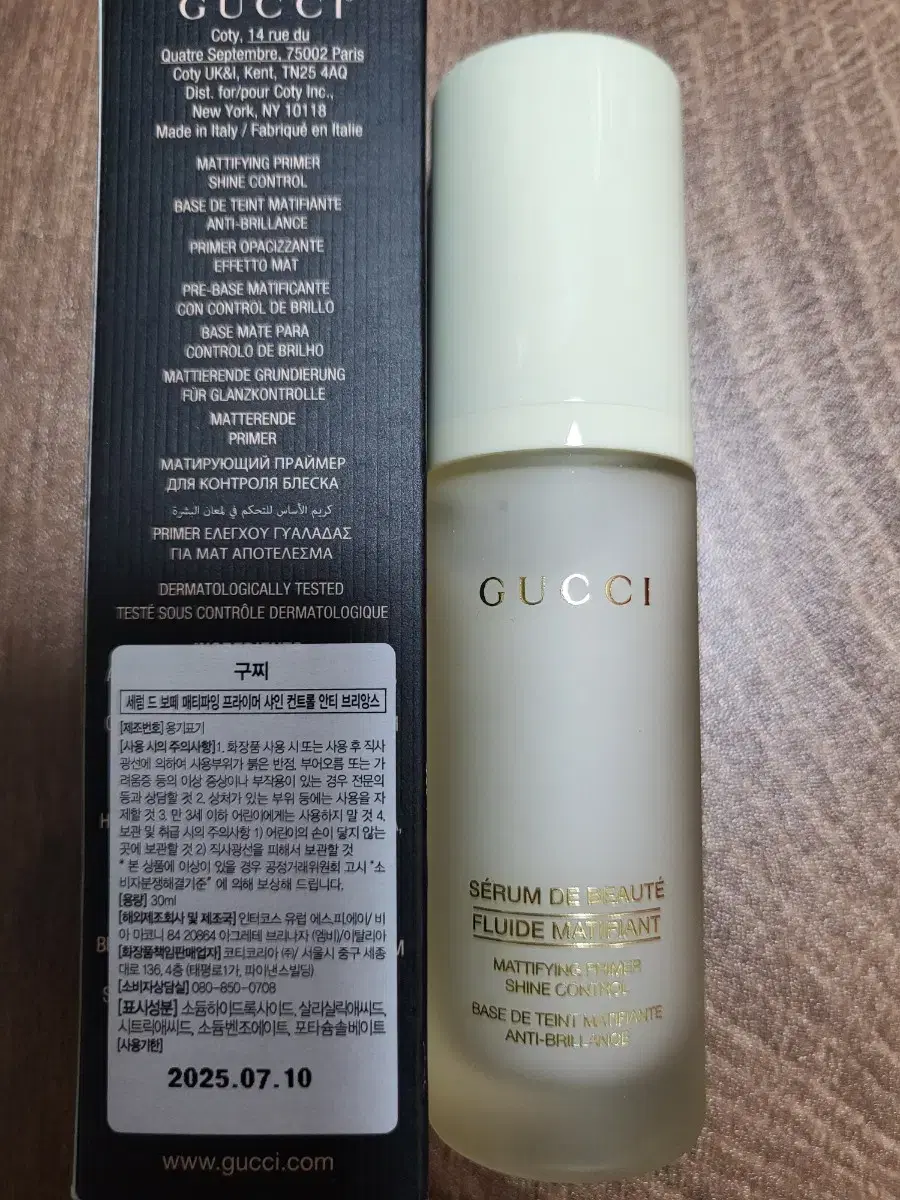 GUCCI
Coty, 14 rue du
Quatre Septembre, 75002 Paris
Coty UK&I, Kent, TN25 4AQ
Dist. for/pour Coty Inc.,
New York, NY 10118
Made in Italy / Fabriqué en Italie
MATTIFYING PRIMER
SHINE CONTROL
BASE DE TEINT MATIFIANTE
ANTI-BRILLANCE
PRIMER OPACIZZANTE
EFFETTO MAT
PRE-BASE MATIFICANTE
CON CONTROL DE BRILLO
BASE MATE PARA
CONTROLO DE BRILHO
MATTIERENDE GRUNDIERUNG
FÜR GLANZKONTROLLE
MATTERENDE
PRIMER
МАТИРУЮЩИЙ ПРАЙМЕР
ДЛЯ КОНТРОЛЯ БЛЕСКА
كريم الأساس للتحكم في لمعان البشرة
PRIMER ΕΛΕΓΧΟΥ ΓΥΑΛΑΔΑΣ
ΓΙΑ ΜΑΤ ΑΠΟΤΕΛΕΣΜΑ
DERMATOLOGICALLY TESTED
TESTÉ SOUS CONTRÔLE DERMATOLOGIQUE
구찌
세럼 드 보떼 매티파잉 프라이머 샤인 컨트롤 안티 브리앙스
[제조번호] 용기표기
[사용 시의 주의사항]1. 화장품 사용 시 또는 사용 후 직사
광선에 의하여 사용부위가 붉은 반점, 부어오름 또는 가
려움증 등의 이상 증상이나 부작용이 있는 경우 전문의
등과 상담할 것 2. 상처가 있는 부위 등에는 사용을 자
제할 것 3. 만 3세 이하 어린이에게는 사용하지 말 것 4.
보관 및 취급 시의 주의사항 1) 어린이의 손이 닿지 않는
곳에 보관할 것 2) 직사광선을 피해서 보관할 것
* 본 상품에 이상이 있을 경우 공정거래위원회 고시 "소
비자분쟁해결기준" 에 의해 보상해 드립니다.
[용량] 30ml
[해외제조회사 및 제조국] 인터코스 유럽 에스.피.에이/ 비
아 마코니 84 20864 아그레테 브리나자 (엠비)/이탈리아
[화장품책임판매업자] 코티코리아 ㈜/ 서울시 중구 세종
대로 136, 4층 (태평로1가, 파이낸스빌딩)
[소비자상담실] 080-850-0708
[표시성분] 소듐하이드록사이드, 살리실릭애씨드,
시트릭애씨드, 소듐벤조에이트, 포타슘솔베이트
[사용기한]
2025.07.10
www.gucci.com
GUCCI
SÉRUM DE BEAUTÉ
FLUIDE MATIFIANT
MATTIFYING PRIMER
SHINE CONTROL
BASE DE TEINT MATIFIANTE
ANTI-BRILLANCE